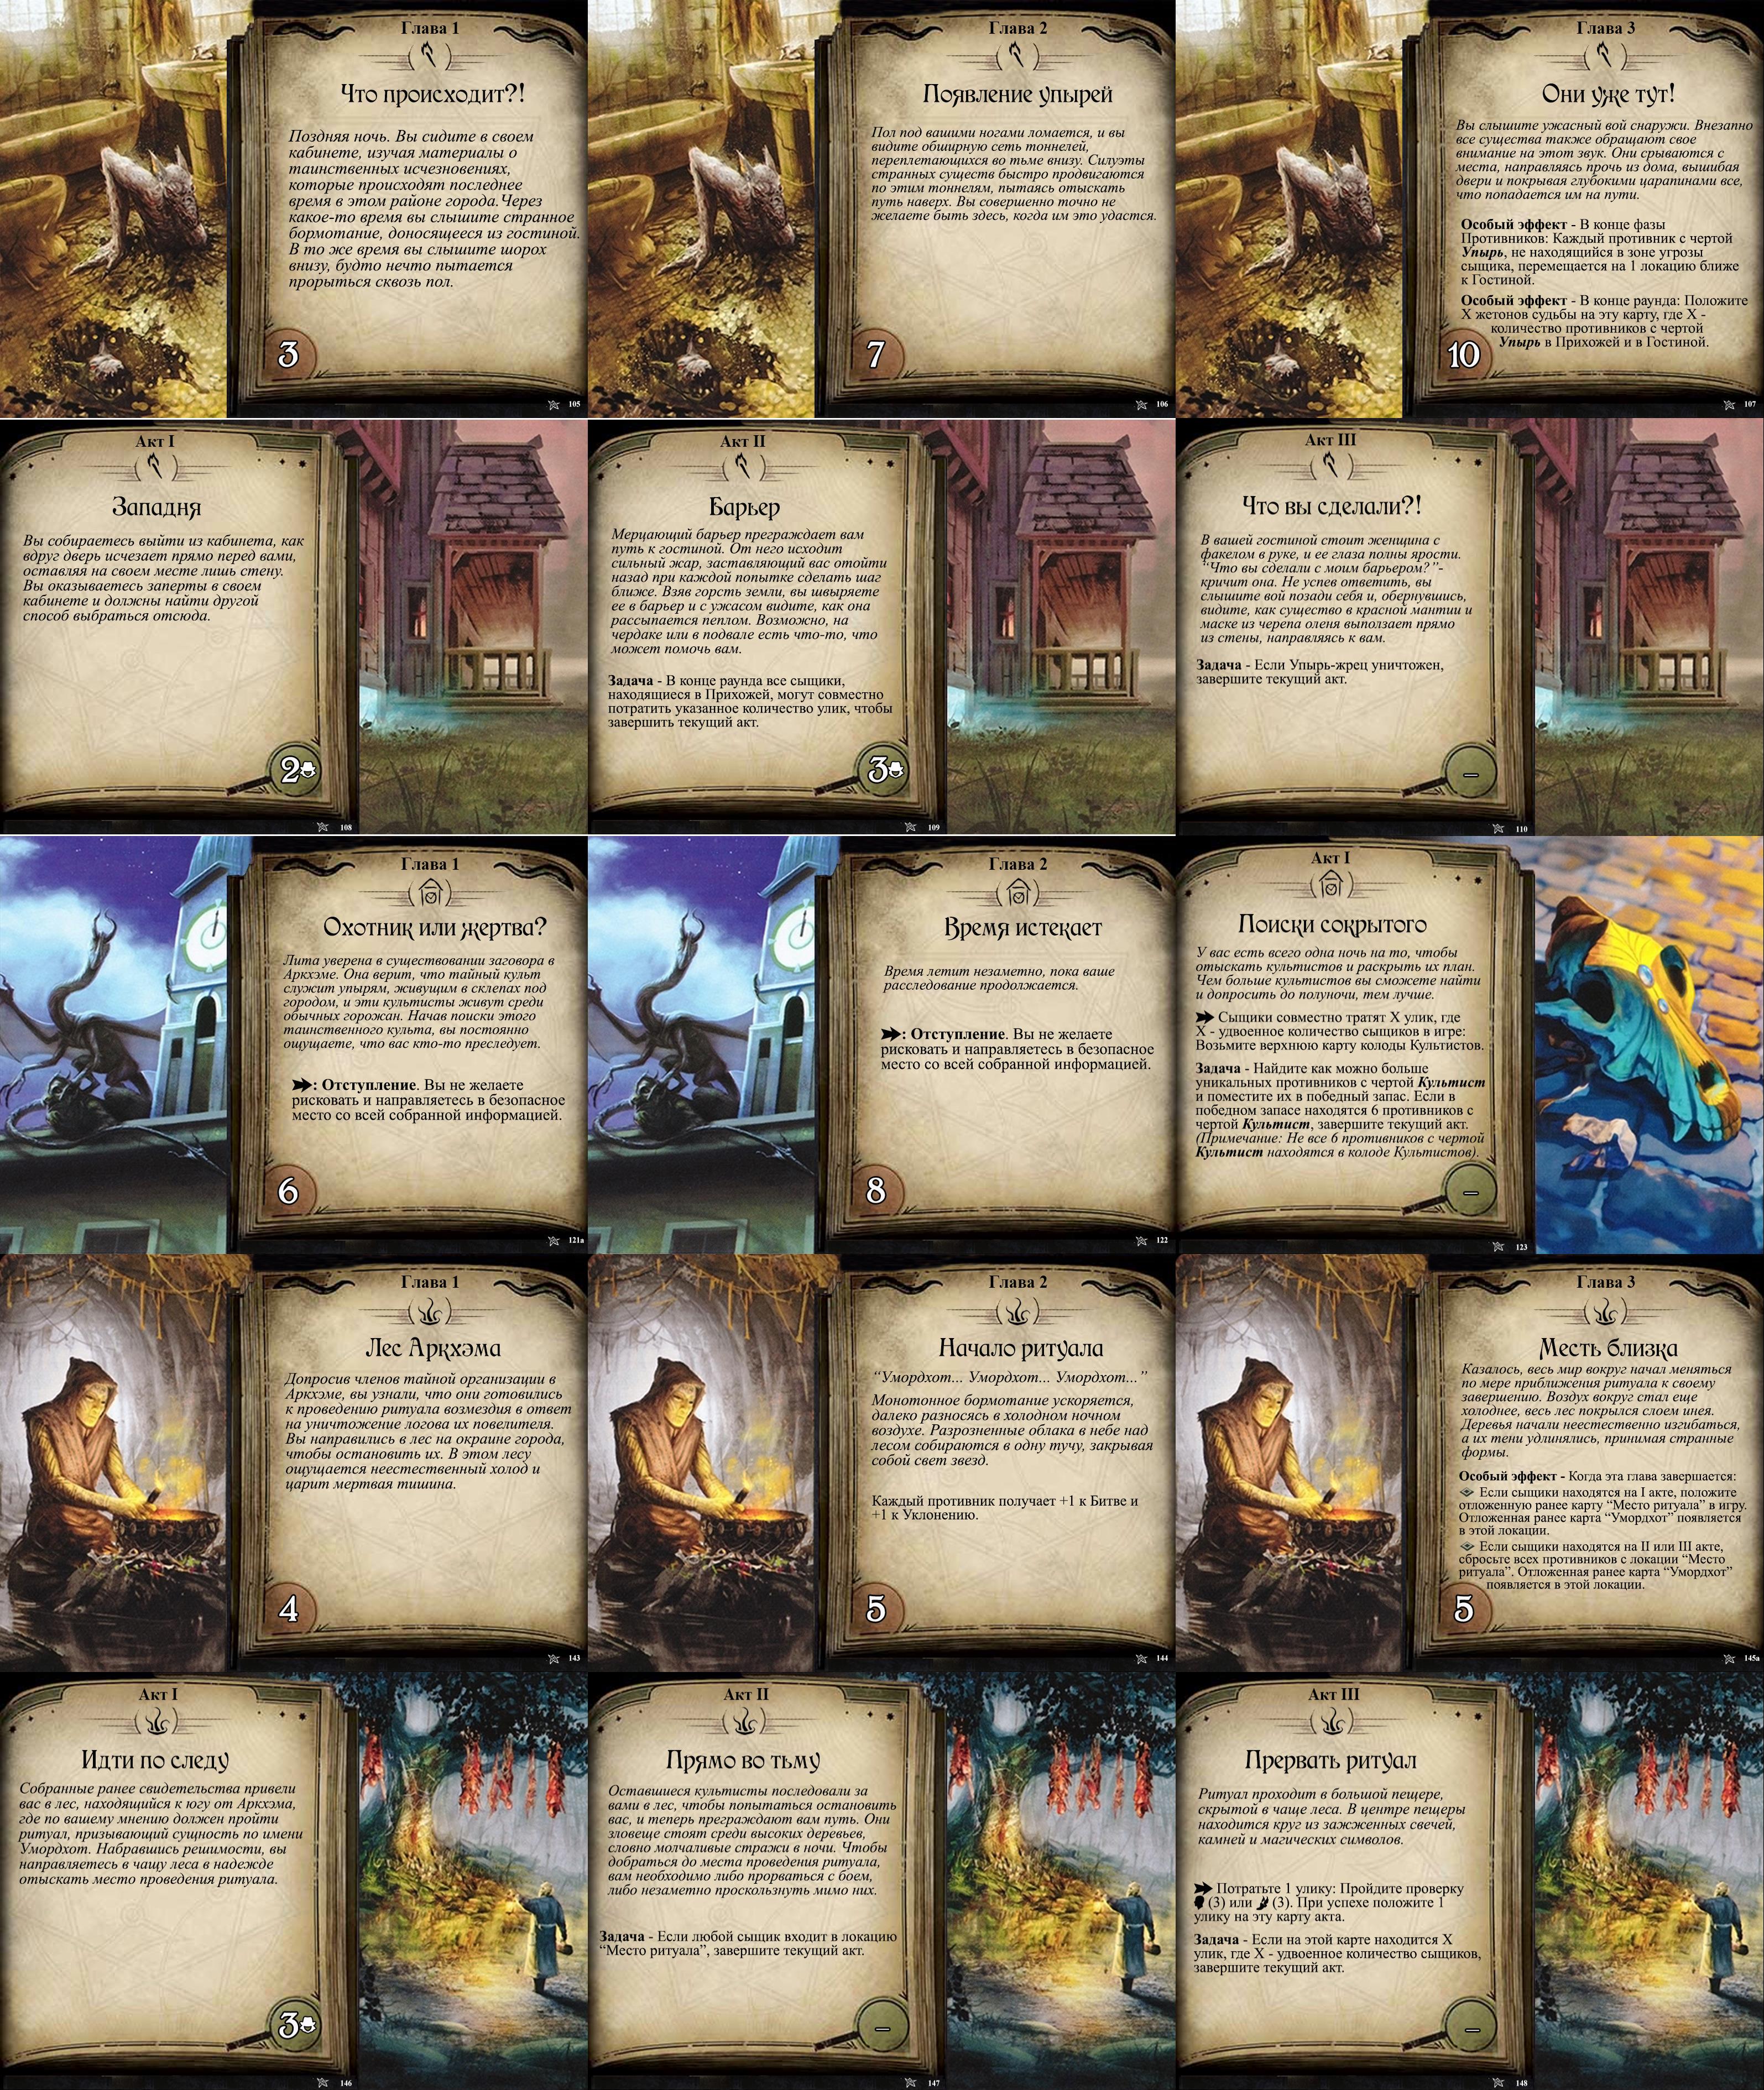 Глава 1
Что происходит?!
Поздняя ночь. Вы сидите в своем
кабинете, изучая материалы о
таинственных исчезновениях,
которые происходят последнее
время в этом районе города.Через
какое-то время вы слышите странное
бормотание, доносящееся из гостиной.
В то же время вы слышите шорох
внизу, будто нечто пытается
прорыться сквозь пол.
3
105
Глава 2
Появление упырей
Пол под вашими ногами ломается, и вы
видите обширную сеть тоннелей,
переплетающихся во тьме внизу. Силуэты
странных существ быстро продвигаются
по этим тоннелям, пытаясь отыскать
путь наверх. Вы совершенно точно не
желаете быть здесь, когда им это удастся.
7
106
Глава 3
Они уже тут!
Вы слышите ужасный вой снаружи. Внезапно
все существа также обращают свое
внимание на этот звук. Они срываются с
места, направляясь прочь из дома, вышибая
двери и покрывая глубокими царапинами все,
что попадается им на пути.
Особый эффект - В конце фазы
Противников: Каждый противник с чертой
Упырь, не находящийся в зоне угрозы
сыщика, перемещается на 1 локацию ближе
к Гостиной.
Особый эффект - В конце раунда: Положите
X жетонов судьбы на эту карту, где X -
количество противников с чертой
Упырь в Прихожей и в Гостиной.
10
107
Акт I
Западня
Вы собираетесь выйти из кабинета, как
вдруг дверь исчезает прямо перед вами,
оставляя на своем месте лишь стену.
Вы оказываетесь заперты в своем
кабинете и должны найти другой
способ выбраться отсюда.
2
108
Акт II
Барьер
Мерцающий барьер преграждает вам
путь к гостиной. От него исходит
сильный жар, заставляющий вас отойти
назад при каждой попытке сделать шаг
ближе. Взяв горсть земли, вы швыряете
ее в барьер и с ужасом видите, как она
рассыпается пеплом. Возможно, на
чердаке или в подвале есть что-то, что
может помочь вам.
Задача - В конце раунда все сыщики,
находящиеся в Прихожей, могут совместно
потратить указанное количество улик, чтобы
завершить текущий акт.
3
109
Акт III
Что вы сделали?!
В вашей гостиной стоит женщина с
факелом в руке, и ее глаза полны ярости.
“Что вы сделали с моим барьером?”-
кричит она. Не успев ответить, вы
слышите вой позади себя и, обернувшись,
видите, как существо в красной мантии и
маске из черепа оленя выползает прямо
из стены, направляясь к вам.
Задача - Если Упырь-жрец уничтожен,
завершите текущий акт.
–
110
Глава 1
Охотник или жертва?
Лита уверена в существовании заговора в
Аркхэме. Она верит, что тайный культ
служит упырям, живущим в склепах под
городом, и эти культисты живут среди
обычных горожан. Начав поиски этого
таинственного культа, вы постоянно
ощущаете, что вас кто-то преследует.
: Отступление. Вы не желаете
рисковать и направляетесь в безопасное
место со всей собранной информацией.
6
121a
Глава 2
Время истекает
Время летит незаметно, пока ваше
расследование продолжается.
: Отступление. Вы не желаете
рисковать и направляетесь в безопасное
место со всей собранной информацией.
8
122
Акт I
Поиски сокрытого
У вас есть всего одна ночь на то, чтобы
отыскать культистов и раскрыть их план.
Чем больше культистов вы сможете найти
и допросить до полуночи, тем лучше.
Сыщики совместно тратят X улик, где
X - удвоенное количество сыщиков в игре:
Возьмите верхнюю карту колоды Культистов.
Задача - Найдите как можно больше
уникальных противников с чертой Культист
и поместите их в победный запас. Если в
победном запасе находятся 6 противников с
чертой Культист, завершите текущий акт.
(Примечание: Не все 6 противников с чертой
Культист находятся в колоде Культистов).
–
123
Глава 1
Лес Аркхэма
Допросив членов тайной организации в
Аркхэме, вы узнали, что они готовились
к проведению ритуала возмездия в ответ
на уничтожение логова их повелителя.
Вы направились в лес на окраине города,
чтобы остановить их. В этом лесу
ощущается неестественный холод и
царит мертвая тишина.
4
143
Глава 2
Начало ритуала
“Умордхот... Умордхот... Умордхот...”
Монотонное бормотание ускоряется,
далеко разносясь в холодном ночном
воздухе. Разрозненные облака в небе над
лесом собираются в одну тучу, закрывая
собой свет звезд.
Каждый противник получает +1 к Битве и
+1 к Уклонению.
5
144
Глава 3
Месть близка
Казалось, весь мир вокруг начал меняться
по мере приближения ритуала к своему
завершению. Воздух вокруг стал еще
холоднее, весь лес покрылся слоем инея.
Деревья начали неестественно изгибаться,
а их тени удлинялись, принимая странные
формы.
Особый эффект - Когда эта глава завершается:
Если сыщики находятся на I акте, положите
отложенную ранее карту “Место ритуала” в игру.
Отложенная ранее карта “Умордхот” появляется
в этой локации.
Если сыщики находятся на II или III акте,
сбросьте всех противников с локации “Место
ритуала”. Отложенная ранее карта “Умордхот”
появляется в этой локации.
5
145a
Акт I
Идти по следу
Собранные ранее свидетельства привели
вас в лес, находящийся к югу от Аркхэма,
где по вашему мнению должен пройти
ритуал, призывающий сущность по имени
Умордхот. Набравшись решимости, вы
направляетесь в чащу леса в надежде
отыскать место проведения ритуала.
3
146
Акт II
Прямо во тьму
Оставшиеся культисты последовали за
вами в лес, чтобы попытаться остановить
вас, и теперь преграждают вам путь. Они
зловеще стоят среди высоких деревьев,
словно молчаливые стражи в ночи. Чтобы
добраться до места проведения ритуала,
вам необходимо либо прорваться с боем,
либо незаметно проскользнуть мимо них.
Задача - Если любой сыщик входит в локацию
“Место ритуала”, завершите текущий акт.
–
147
Акт III
Прервать ритуал
Ритуал проходит в большой пещере,
скрытой в чаще леса. В центре пещеры
находится круг из зажженных свечей,
камней и магических символов.
Потратьте 1 улику: Пройдите проверку
(3) или (3). При успехе положите 1
улику на эту карту акта.
Задача - Если на этой карте находится X
улик, где X - удвоенное количество сыщиков,
завершите текущий акт.
–
148